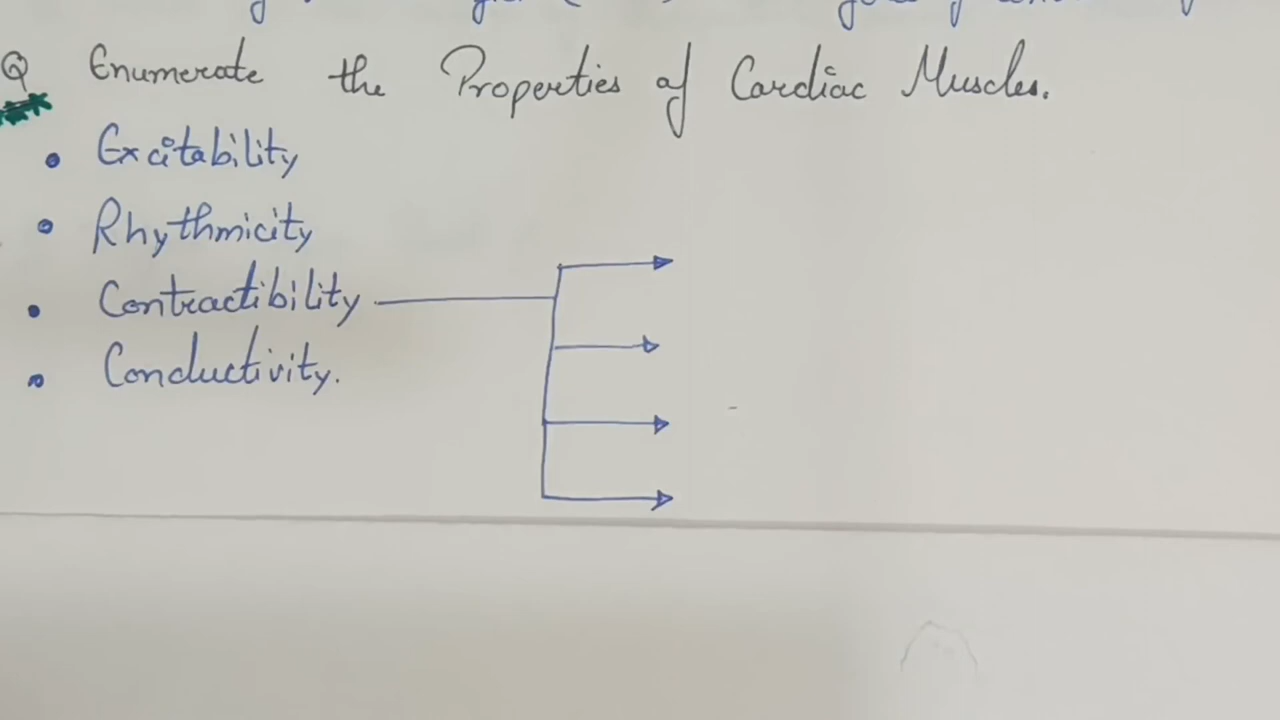 Q Enumerate the Properties of Cardiac Muscles.
• Excitability
• Rhythmicity
• Contractibility
• Conductivity.